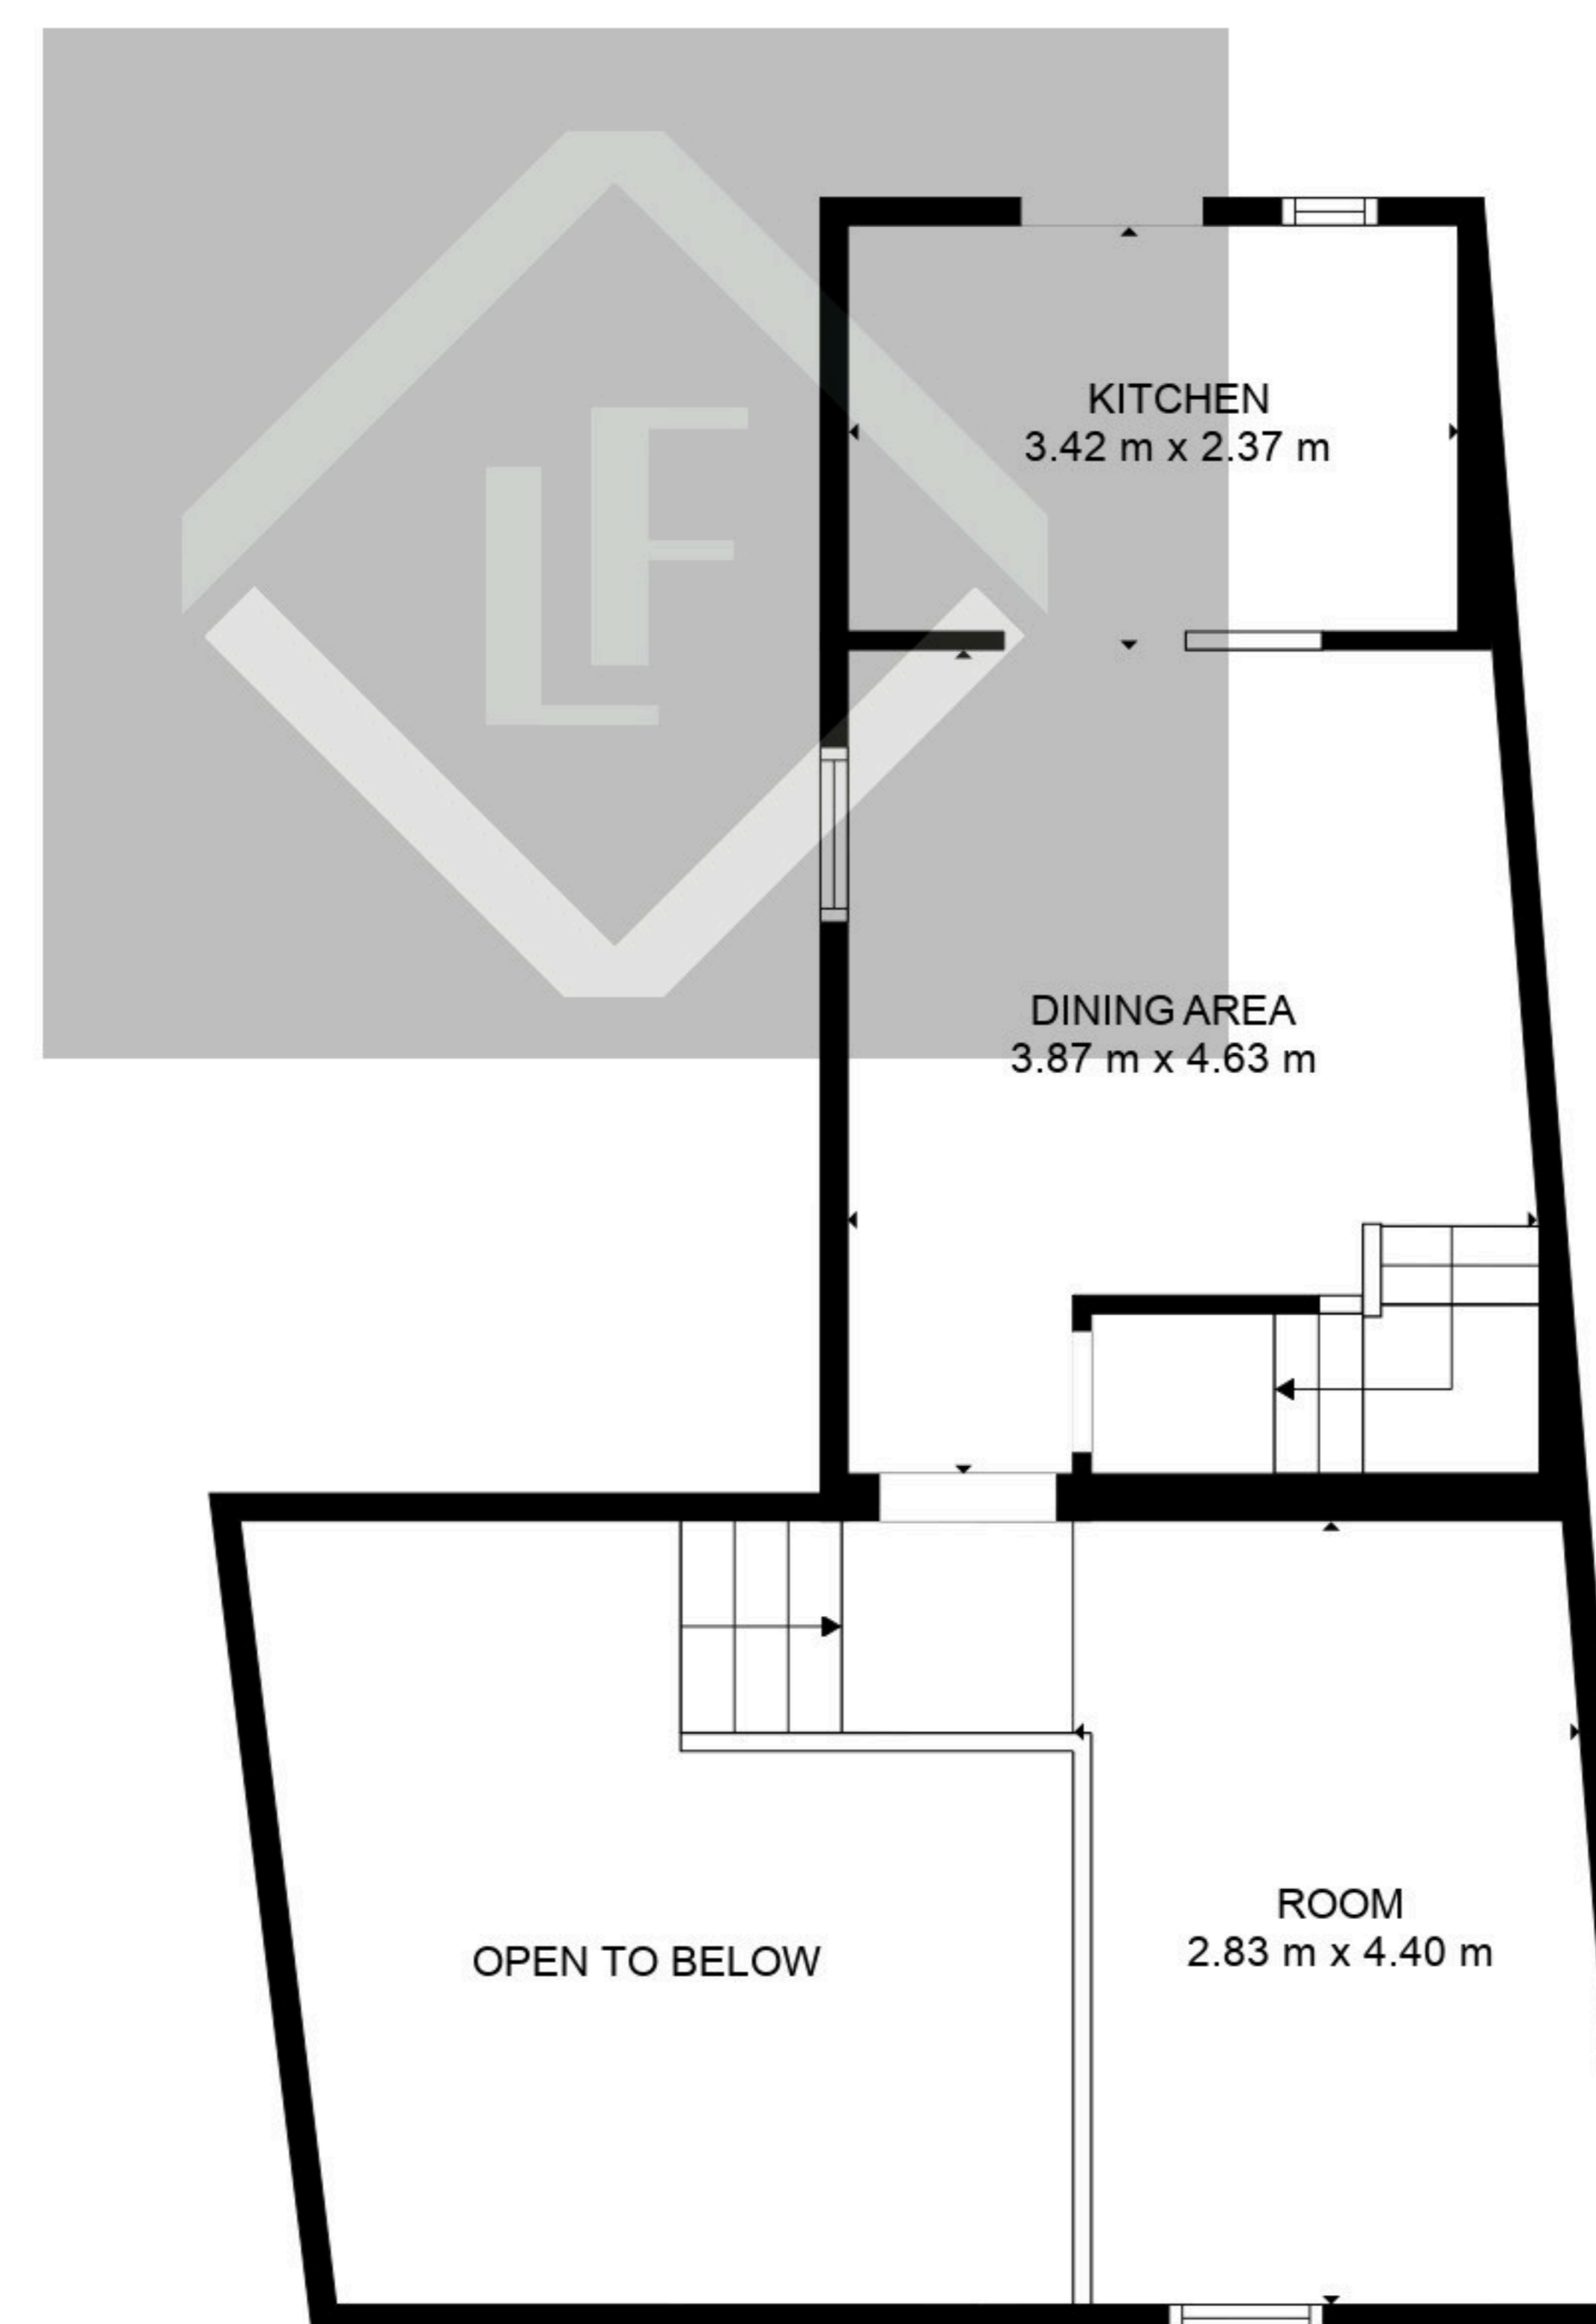 LF
KITCHEN
3.42 m x 2.37 m
DINING AREA
3.87 m x 4.63 m
OPEN TO BELOW
ROOM
2.83 m x 4.40 m